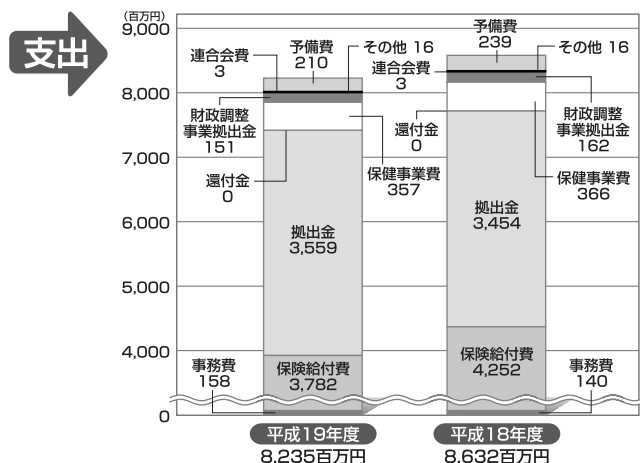 支出
(百万円)
9,000
8,000
7,000
6,000
5,000
4,000
0
連合会費
3
予備費
210
その他 16
財政調整
事業拠出金
151
還付金
0
保健事業費
357
拠出金
3,559
保険給付費
3,782
事務費
158
平成19年度
8,235百万円
連合会費
3
予備費
239
その他 16
還付金
0
財政調整
事業拠出金
162
保健事業費
366
拠出金
3,454
保険給付費
4,252
事務費
140
平成18年度
8,632百万円